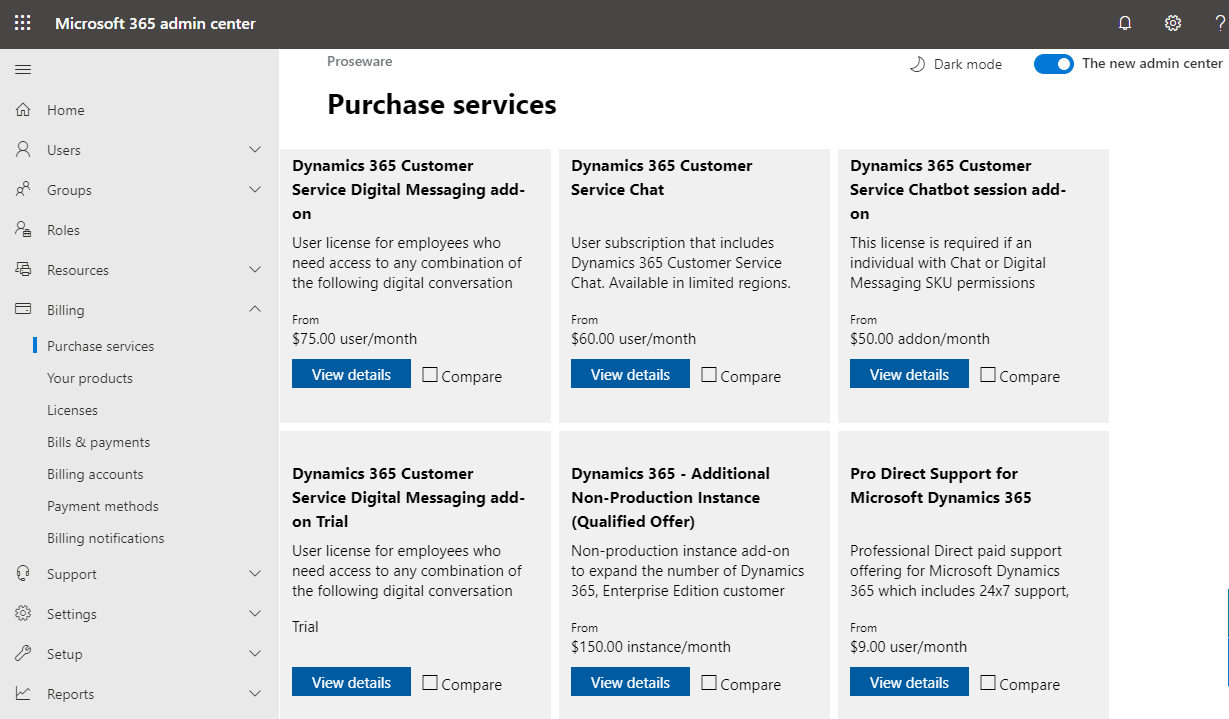 Microsoft 365 admin center
?
Proseware
Dark mode
The new admin center
Purchase services
Home
Users
Groups
Roles
Resources
Billing
Purchase services
Your products
Licenses
Bills & payments
Billing accounts
Payment methods
Billing notifications
Support
Settings
Setup
Reports
Dynamics 365 Customer
Service Digital Messaging add-
on
User license for employees who
need access to any combination of
the following digital conversation
From
$75.00 user/month
View details
Compare
Dynamics 365 Customer
Service Chat
User subscription that includes
Dynamics 365 Customer Service
Chat. Available in limited regions.
From
$60.00 user/month
View details
Compare
Dynamics 365 Customer
Service Chatbot session add-
on
This license is required if an
individual with Chat or Digital
Messaging SKU permissions
From
$50.00 addon/month
View details
Compare
Dynamics 365 Customer
Service Digital Messaging add-
on Trial
User license for employees who
need access to any combination of
the following digital conversation
Trial
View details
Compare
Dynamics 365 - Additional
Non-Production Instance
(Qualified Offer)
Non-production instance add-on
to expand the number of Dynamics
365, Enterprise Edition customer
From
$150.00 instance/month
View details
Compare
Pro Direct Support for
Microsoft Dynamics 365
Professional Direct paid support
offering for Microsoft Dynamics
365 which includes 24x7 support,
From
$9.00 user/month
View details
Compare